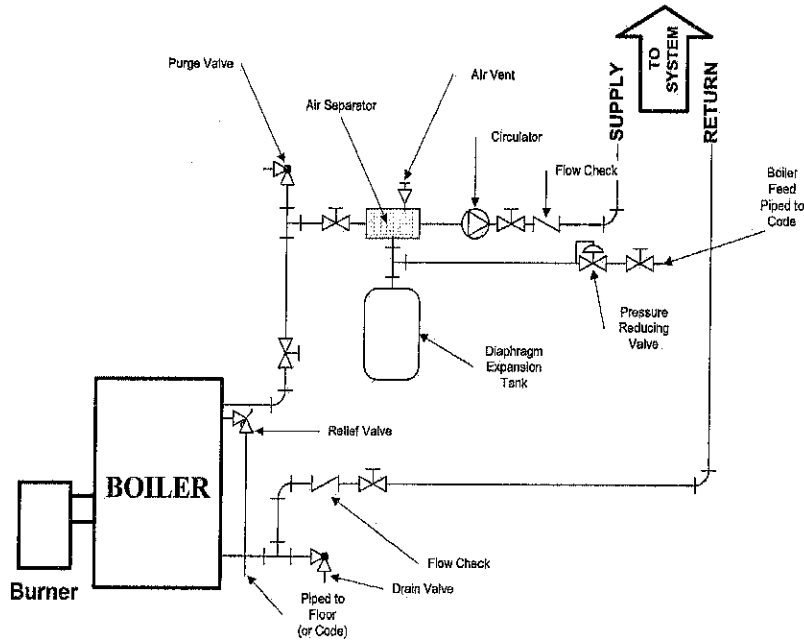 TO
SYSTEM
SUPPLY
RETURN
Purge Valve
Air Vent
Air Separator
Circulator
Flow Check
Boiler
Feed
Piped to
Code
Pressure
Reducing
Valve
Diaphragm
Expansion
Tank
Relief Valve
BOILER
Burner
Flow Check
Drain Valve
Piped to
Floor
(or Code)